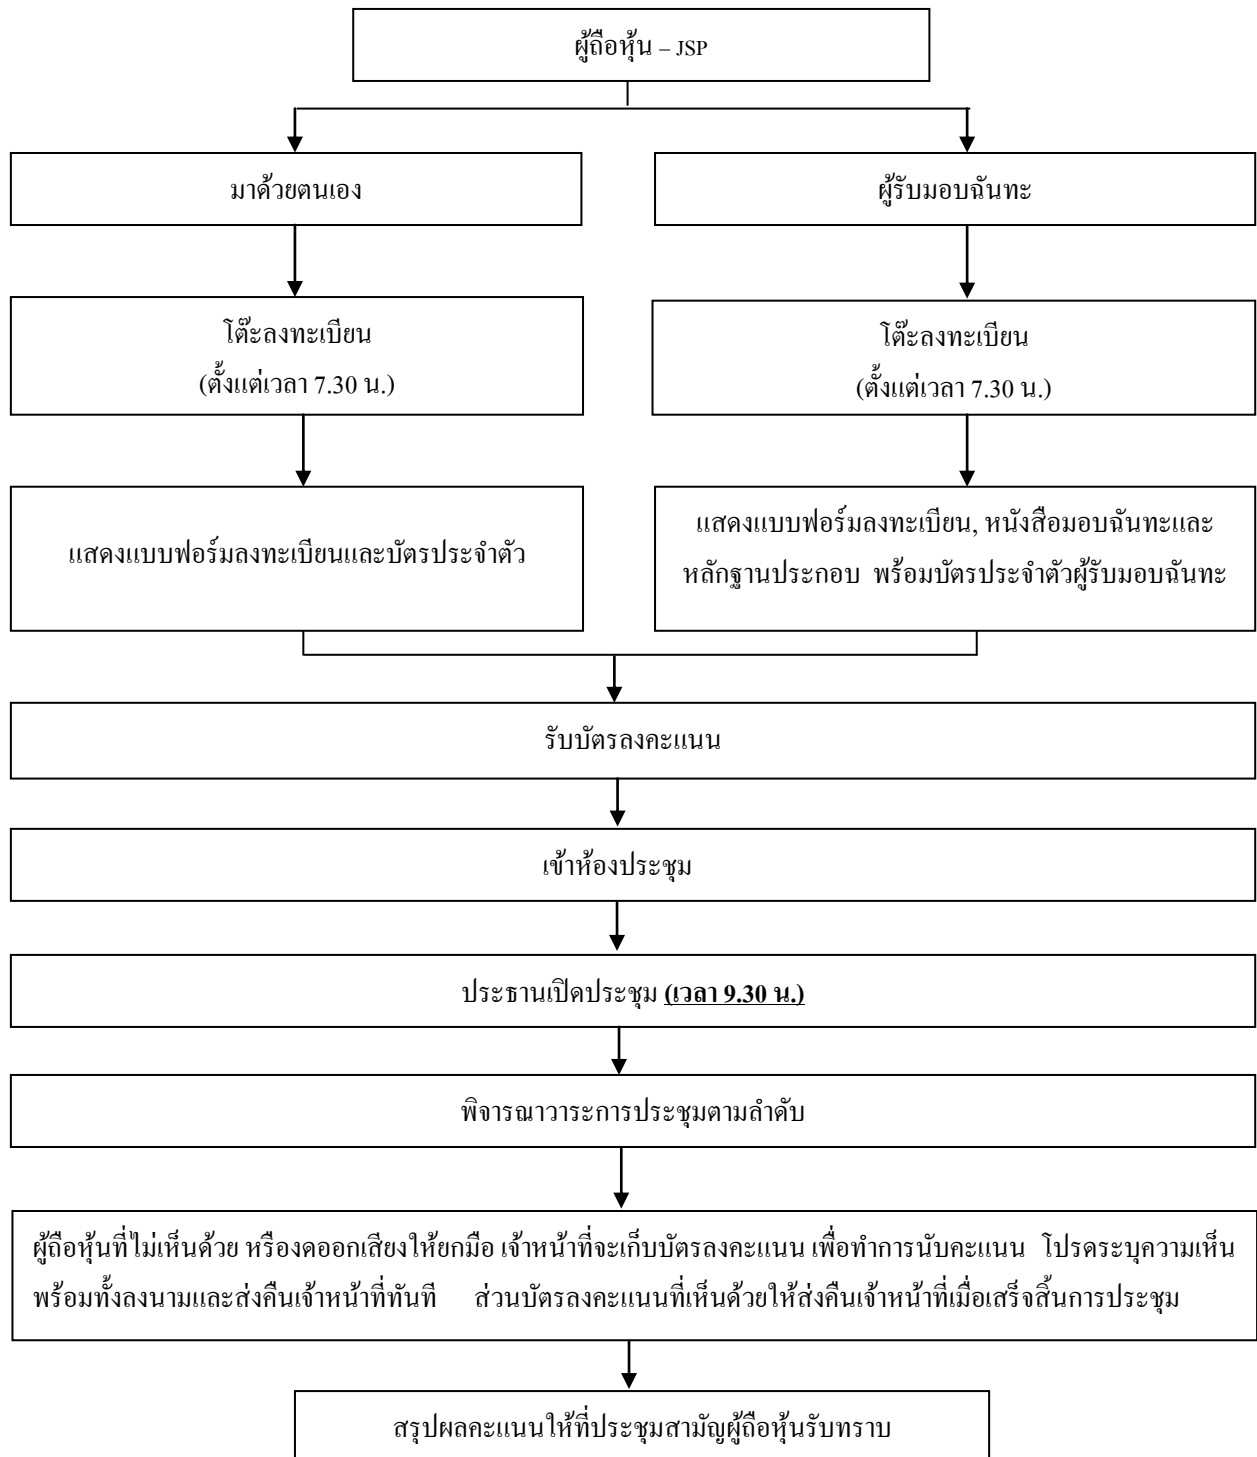 ผู้ถือหุ้น – JSP
มาด้วยตนเอง
ผู้รับมอบฉันทะ
โต๊ะลงทะเบียน
(ตั้งแต่เวลา 7.30 น.)
โต๊ะลงทะเบียน
(ตั้งแต่เวลา 7.30 น.)
แสดงแบบฟอร์มลงทะเบียนและบัตรประจำตัว
แสดงแบบฟอร์มลงทะเบียน, หนังสือมอบฉันทะและ
หลักฐานประกอบ พร้อมบัตรประจำตัวผู้รับมอบฉันทะ
รับบัตรลงคะแนน
เข้าห้องประชุม
ประธานเปิดประชุม (เวลา 9.30 น.)
พิจารณาวาระการประชุมตามลำดับ
ผู้ถือหุ้นที่ไม่เห็นด้วย หรืองดออกเสียงให้ยกมือ เจ้าหน้าที่จะเก็บบัตรลงคะแนน เพื่อทำการนับคะแนน โปรดระบุความเห็น
พร้อมทั้งลงนามและส่งคืนเจ้าหน้าที่ทันที ส่วนบัตรลงคะแนนที่เห็นด้วยให้ส่งคืนเจ้าหน้าที่เมื่อเสร็จสิ้นการประชุม
สรุปผลคะแนนให้ที่ประชุมสามัญผู้ถือหุ้นรับทราบ